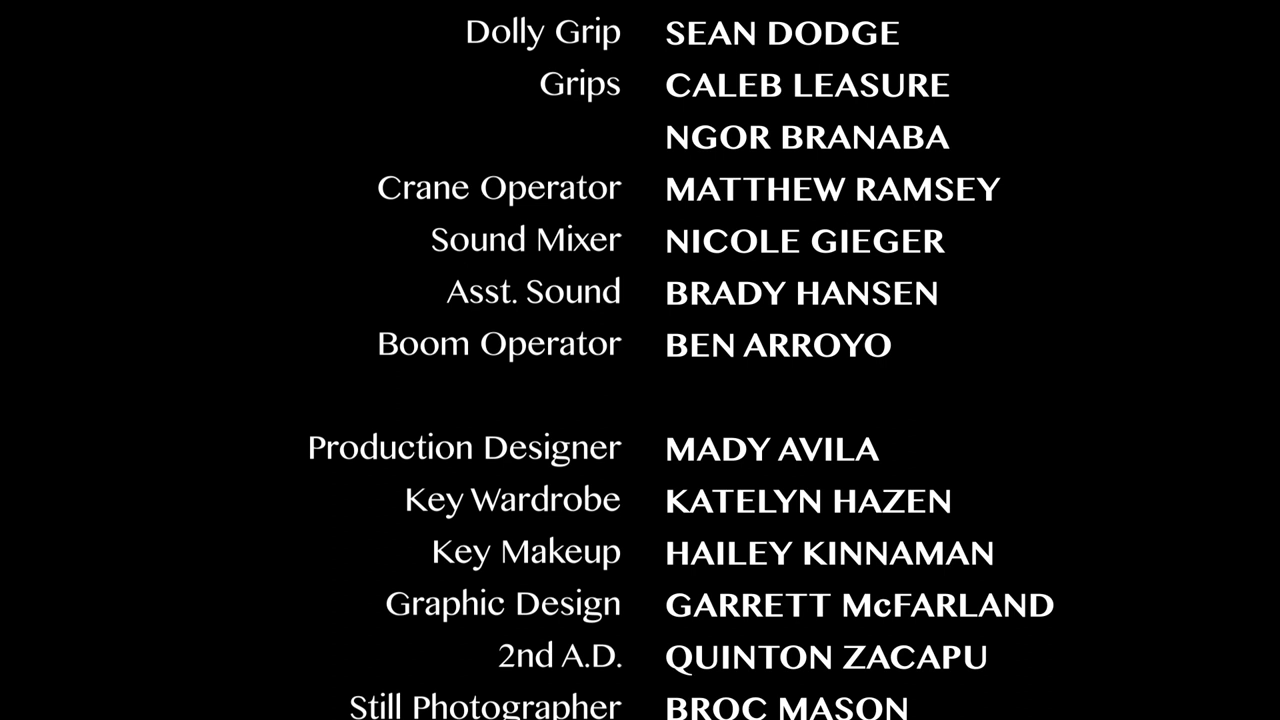 Dolly Grip SEAN DODGE
Grips CALEB LEASURE
NGOR BRANABA
Crane Operator MATTHEW RAMSEY
Sound Mixer NICOLE GIEGER
Asst. Sound BRADY HANSEN
Boom Operator BEN ARROYO
Production Designer MADY AVILA
Key Wardrobe KATELYN HAZEN
Key Makeup HAILEY KINNAMAN
Graphic Design GARRETT McFARLAND
2nd A.D. QUINTON ZACAPU
Still Photographer BROC MASON